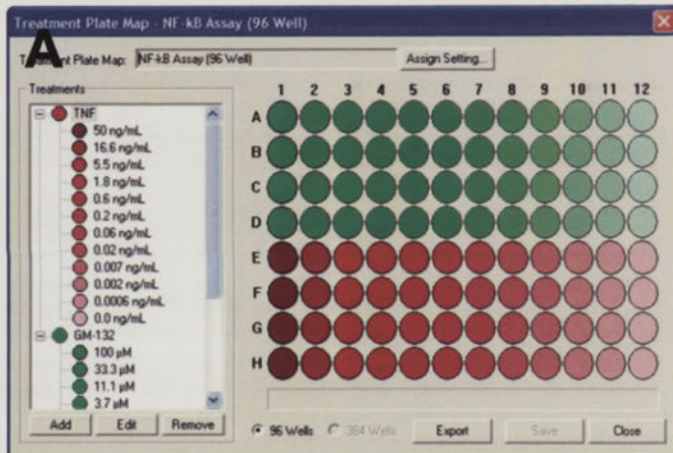 Treatment Plate Map - NF-kB Assay (96 Well)
A
Treatment Plate Map: NF-kB Assay (96 Well) Assign Setting...
Treatments
TNF
50 ng/mL
16.6 ng/mL
5.5 ng/mL
1.8 ng/mL
0.6 ng/mL
0.2 ng/mL
0.06 ng/mL
0.02 ng/mL
0.007 ng/mL
0.002 ng/mL
0.0006 ng/mL
0.0 ng/mL
GM-132
100 µM
33.3 µM
11.1 µM
3.7 µM
Add Edit Remove
1 2 3 4 5 6 7 8 9 10 11 12
A
B
C
D
E
F
G
H
96 Wells 384 Wells Export Save Close